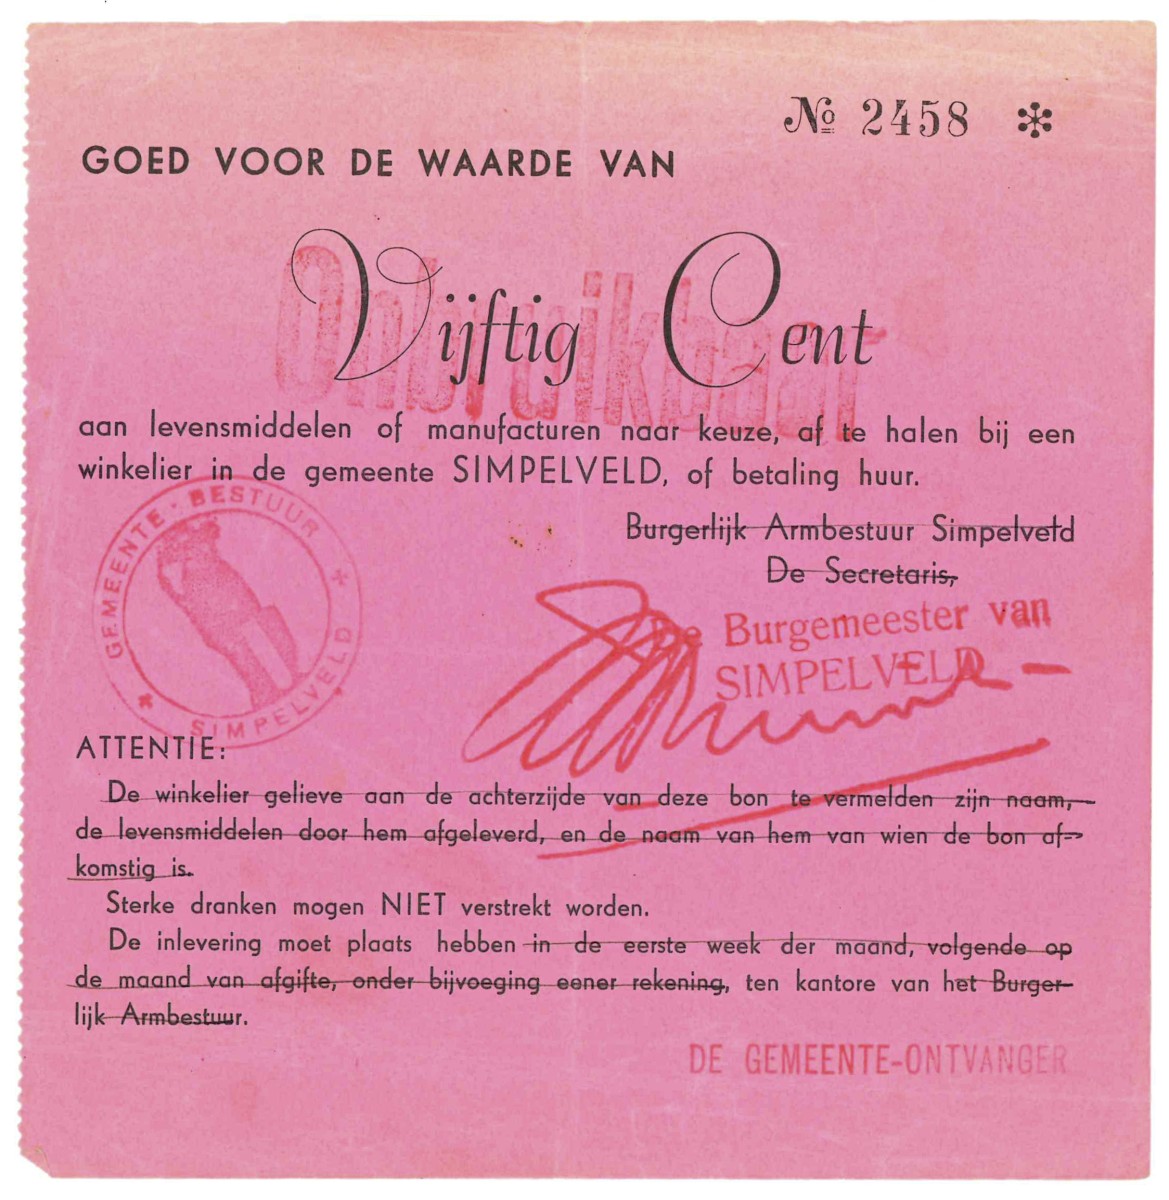 № 2458 *
GOED VOOR DE WAARDE VAN
Vijftig Cent
Onbruikbaar
aan levensmiddelen of manufacturen naar keuze, af te halen bij een
winkelier in de gemeente SIMPELVELD, of betaling huur.
GEMEENTE-BESTUUR * SIMPELVELD *
Burgerlijk Armbestuur Simpelveld
De Secretaris,
De Burgemeester van
SIMPELVELD
ATTENTIE:
De winkelier gelieve aan de achterzijde van deze bon te vermelden zijn naam,
de levensmiddelen door hem afgeleverd, en de naam van hem van wien de bon af-
komstig is.
Sterke dranken mogen NIET verstrekt worden.
De inlevering moet plaats hebben in de eerste week der maand, volgende op
de maand van afgifte, onder bijvoeging eener rekening, ten kantore van het Burger-
lijk Armbestuur.
DE GEMEENTE-ONTVANGER